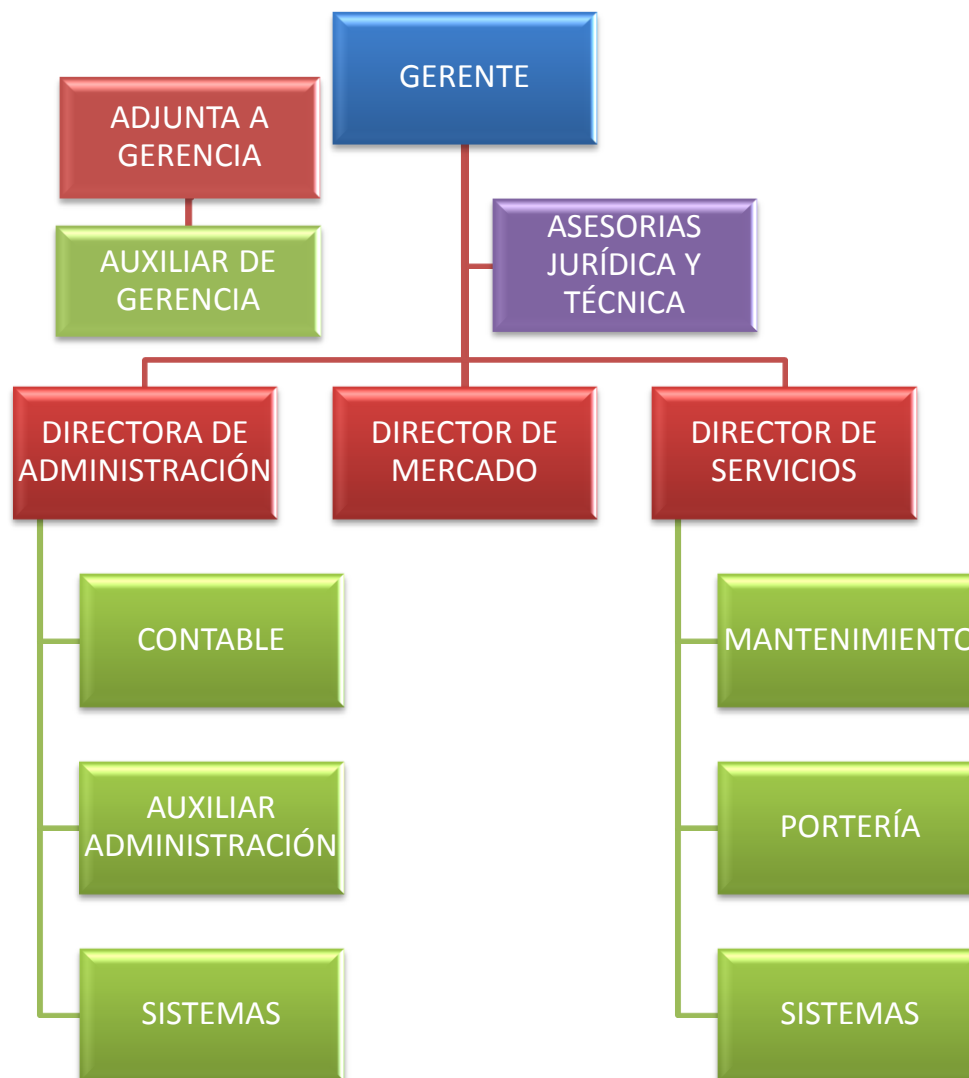 GERENTE
ADJUNTA A
GERENCIA
AUXILIAR DE
GERENCIA
ASESORIAS
JURÍDICA Y
TÉCNICA
DIRECTORA DE
ADMINISTRACIÓN
DIRECTOR DE
MERCADO
DIRECTOR DE
SERVICIOS
CONTABLE
MANTENIMIENTO
AUXILIAR
ADMINISTRACIÓN
PORTERÍA
SISTEMAS
SISTEMAS